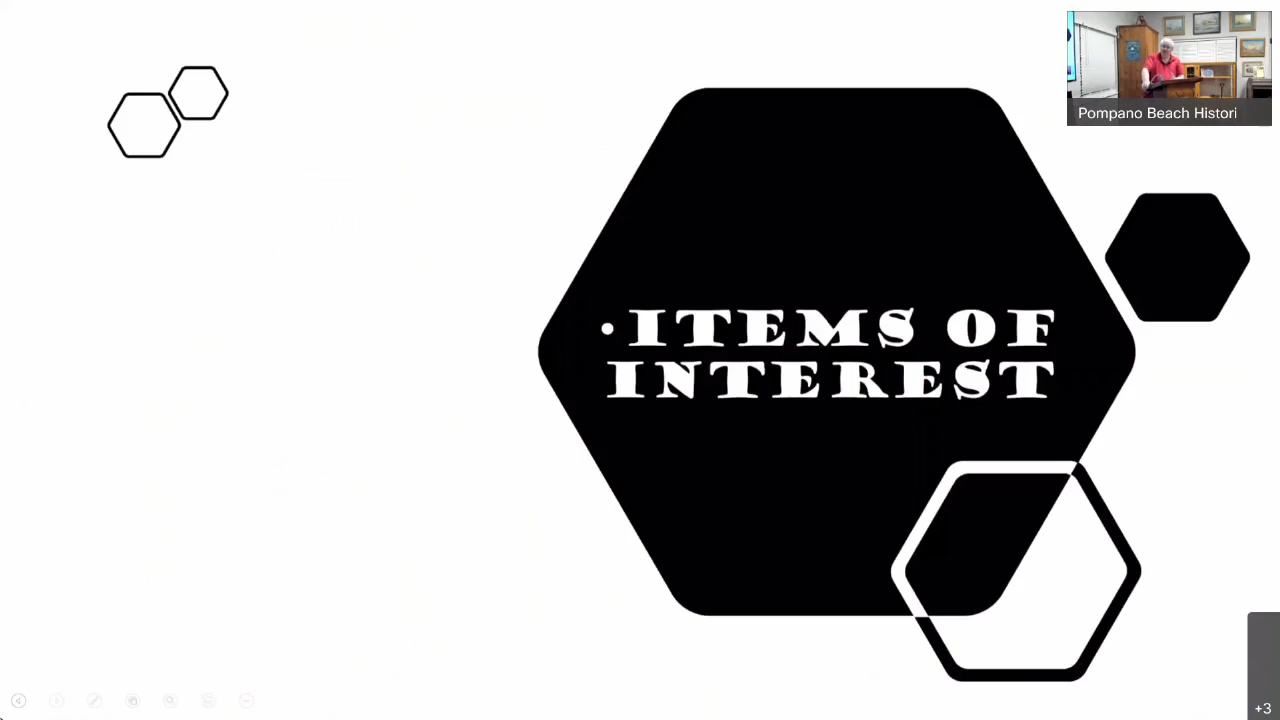 Pompano Beach Histori
•ITEMS OF
INTEREST
+3